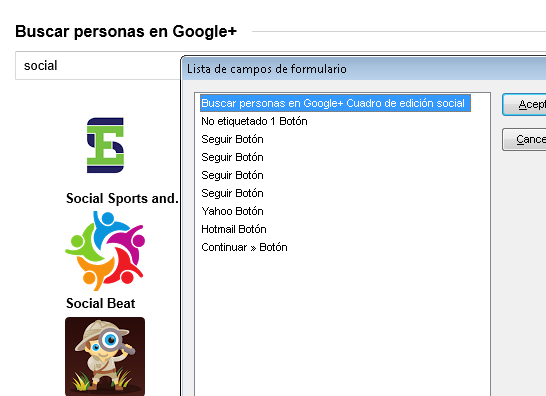 Buscar personas en Google+
social
Lista de campos de formulario
Buscar personas en Google+ Cuadro de edición social
No etiquetado 1 Botón
Seguir Botón
Seguir Botón
Seguir Botón
Seguir Botón
Yahoo Botón
Hotmail Botón
Continuar » Botón
Acept
Cance
Social Sports and.
Social Beat